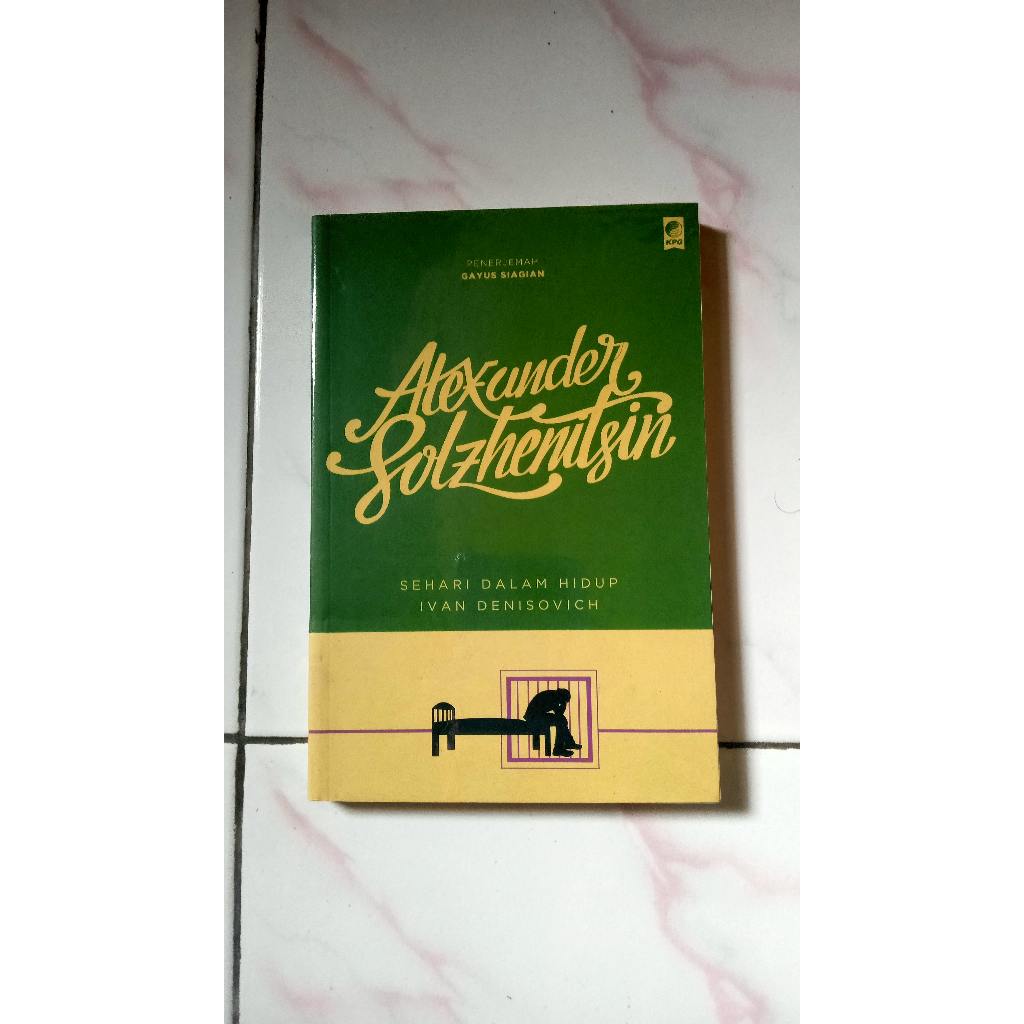 KPG
PENERJEMAH
GAYUS SIAGIAN
Alexander
Solzhenitsin
SEHARI DALAM HIDUP
IVAN DENISOVICH